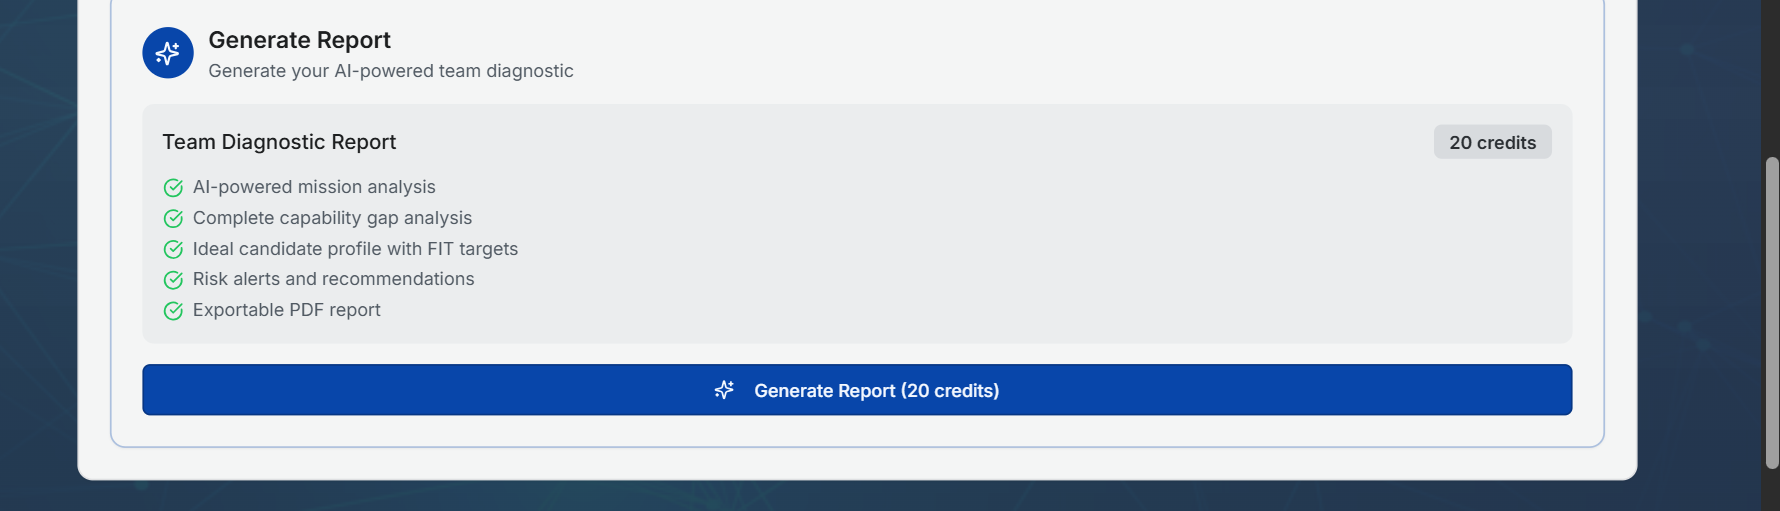 Generate Report
Generate your AI-powered team diagnostic
Team Diagnostic Report
20 credits
AI-powered mission analysis
Complete capability gap analysis
Ideal candidate profile with FIT targets
Risk alerts and recommendations
Exportable PDF report
Generate Report (20 credits)